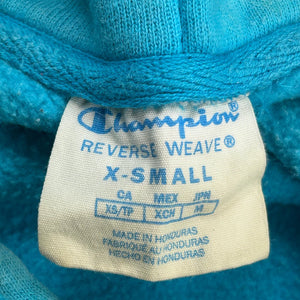 Champion
REVERSE WEAVE®
X-SMALL
CA MEX JPN
XS/TP XCH M
MADE IN HONDURAS
FABRIQUÉ AU HONDURAS
HECHO EN HONDURAS